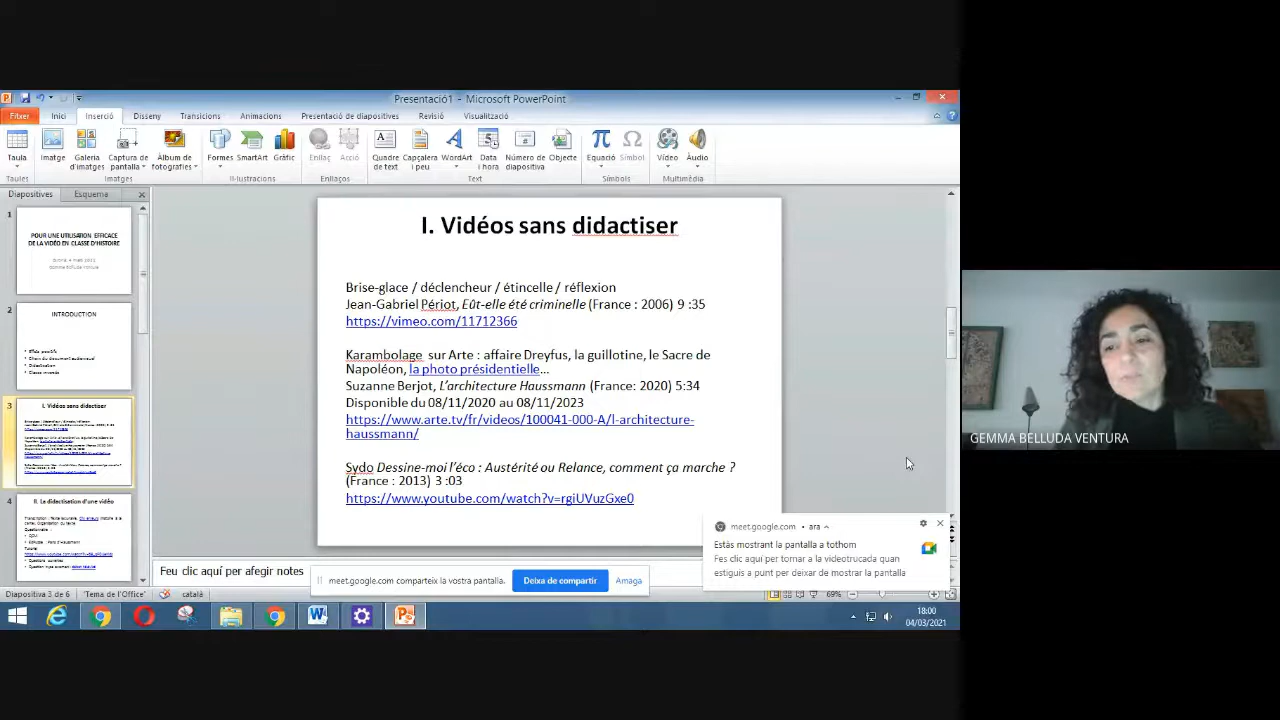 Presentació1 - Microsoft PowerPoint
Fitxer Inici Inserció Disseny Transicions Animacions Presentació de diapositives Revisió Visualització
Taula Imatge Galeria d'imatges Captura de pantalla Àlbum de fotografies Formes SmartArt Gràfic Enllaç Acció Quadre de text Capçalera i peu WordArt Data i hora Número de diapositiva Objecte Equació Símbol Vídeo Àudio
Taules Imatges Il·lustracions Enllaços Text Símbols Multimèdia
Diapositives Esquema
1
POUR UNE UTILISATION EFFICACE
DE LA VIDÉO EN CLASSE D'HISTOIRE
2
INTRODUCTION
Classe inversée
3
I. Vidéos sans didactiser
4
II. La didactisation d'une vidéo
I. Vidéos sans didactiser
Brise-glace / déclencheur / étincelle / réflexion
Jean-Gabriel Périot, Eût-elle été criminelle (France : 2006) 9 :35
https://vimeo.com/11712366
Karambolage sur Arte : affaire Dreyfus, la guillotine, le Sacre de
Napoléon, la photo présidentielle...
Suzanne Berjot, L'architecture Haussmann (France: 2020) 5:34
Disponible du 08/11/2020 au 08/11/2023
https://www.arte.tv/fr/videos/100041-000-A/l-architecture-
haussmann/
Sydo Dessine-moi l'éco : Austérité ou Relance, comment ça marche ?
(France : 2013) 3 :03
https://www.youtube.com/watch?v=rgiUVuzGxe0
GEMMA BELLUDA VENTURA
meet.google.com • ara
Estàs mostrant la pantalla a tothom
Fes clic aquí per tornar a la videotrucada quan
estiguis a punt per deixar de mostrar la pantalla
Feu clic aquí per afegir notes
meet.google.com comparteix la vostra pantalla. Deixa de compartir Amaga
Diapositiva 3 de 6 "Tema de l'Office" català 69%
18:00
04/03/2021